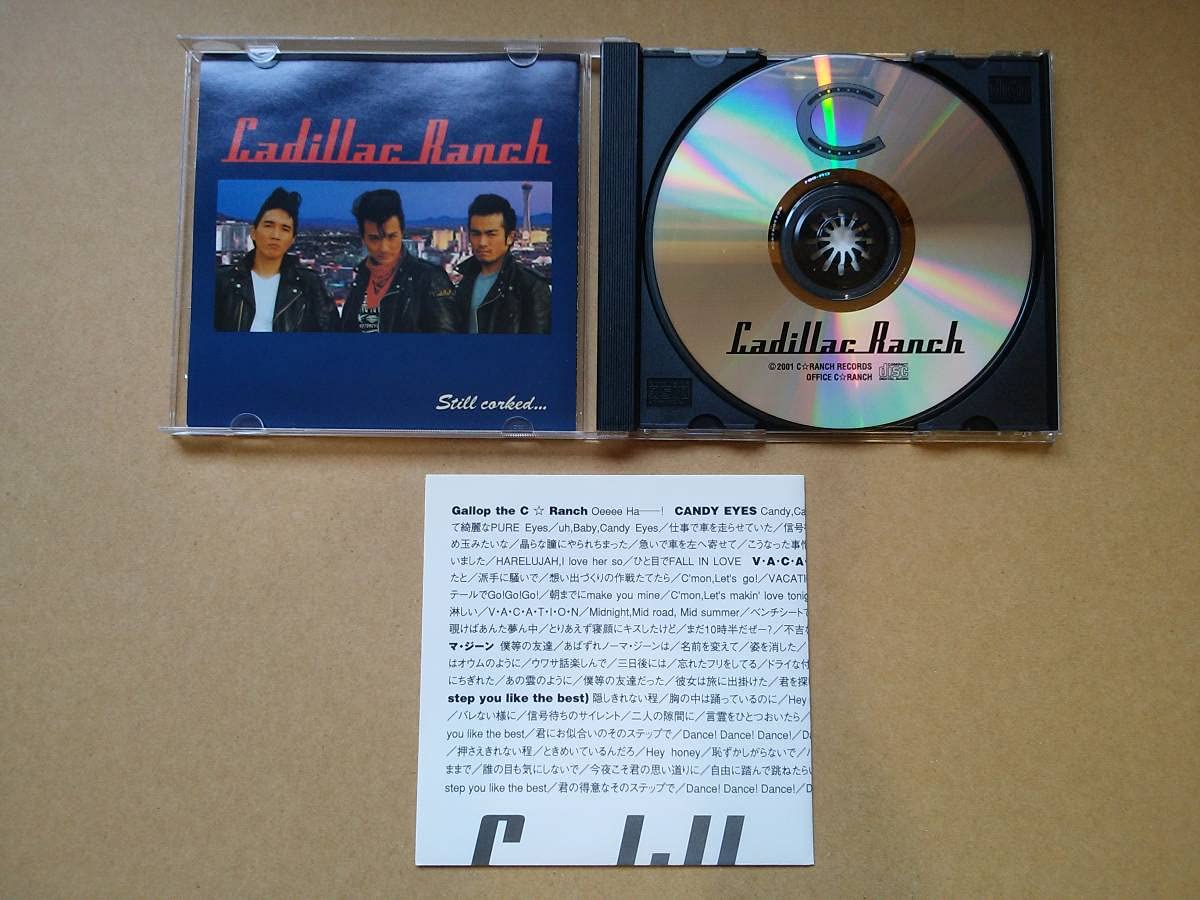 Cadillac Ranch
Still corked...
C
Cadillac Ranch
©2001 C☆RANCH RECORDS
OFFICE C☆RANCH
COMPACT
disc
DIGITAL AUDIO
Gallop the C ☆ Ranch Oeeee Ha──! CANDY EYES Candy,Ca
て綺麗なPURE Eyes／uh,Baby,Candy Eyes／仕事で車を走らせていた／信号
め玉みたいな／晶らな瞳にやられちまった／急いで車を左へ寄せて／こうなった事
いました／HARELUJAH,I love her so／ひと目でFALL IN LOVE V・A・C・A・
たと／派手に騒いで／想い出づくりの作戦たてたら／C'mon,Let's go!／VACATI
テールでGo!Go!Go!／朝までにmake you mine／C'mon,Let's makin' love tonig
淋しい／V・A・C・A・T・I・O・N／Midnight,Mid road, Mid summer／ベンチシートで
覗けばあんた夢ん中／とりあえず寝顔にキスしたけど／まだ10時半だぜー?／不吉な
マ・ジーン 僕等の友達／あばずれノーマ・ジーンは／名前を変えて／姿を消した／
はオウムのように／ウワサ話楽しんで／三日後には／忘れたフリをしてる／ドライな付
にちぎれた／あの雲のように／僕等の友達だった／彼女は旅に出掛けた／君を探
step you like the best) 隠しきれない程／胸の中は踊っているのに／Hey
／バレない様に／信号待ちのサイレント／二人の隙間に／言霊をひとつおいたら／
you like the best／君にお似合いのそのステップで／Dance! Dance! Dance!／D
／押さえきれない程／ときめいているんだろ／Hey honey／恥ずかしがらないで／
ままで／誰の目も気にしないで／今夜こそ君の思い通りに／自由に踏んで跳ねたら
step you like the best／君の得意なそのステップで／Dance! Dance! Dance!／D